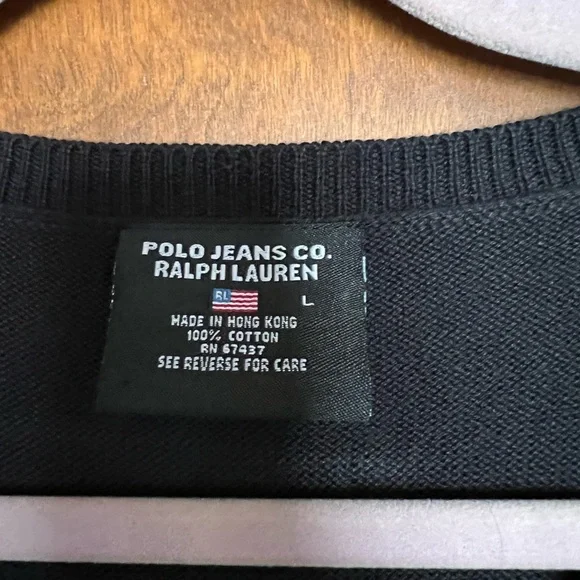 POLO JEANS CO.
RALPH LAUREN
RL
L
MADE IN HONG KONG
100% COTTON
RN 67437
SEE REVERSE FOR CARE